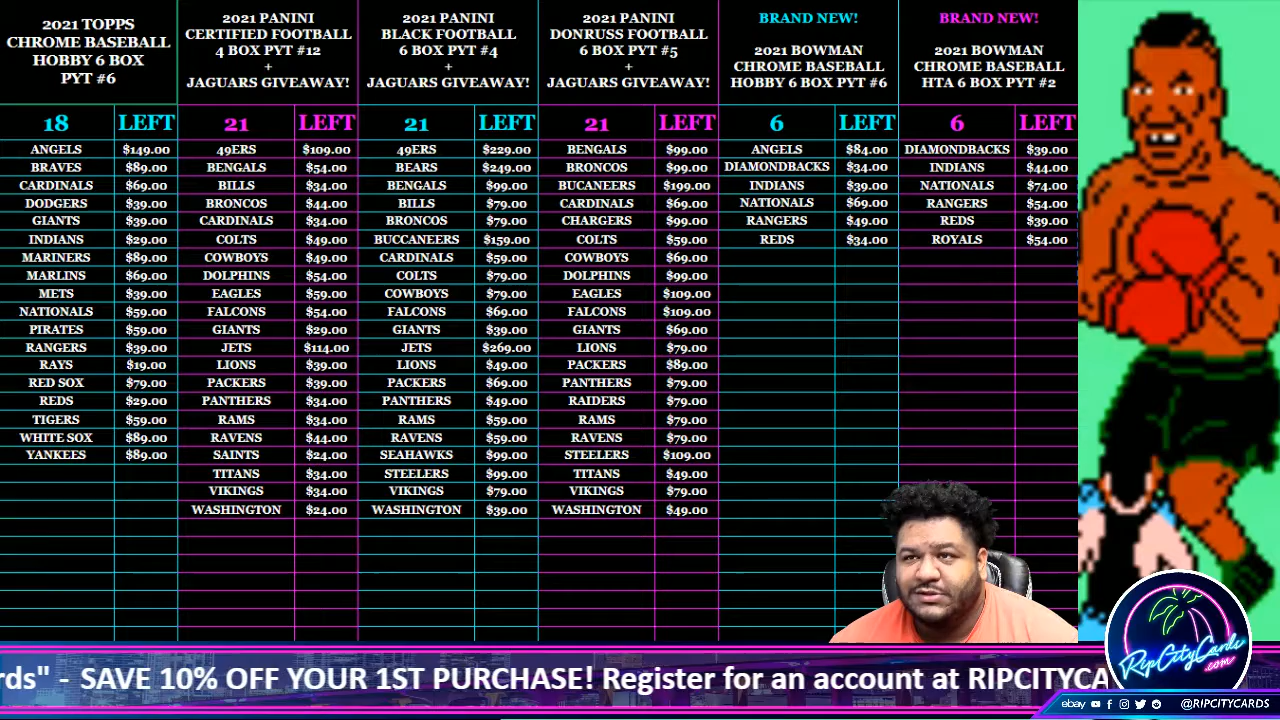 2021 TOPPS
CHROME BASEBALL
HOBBY 6 BOX
PYT #6
18 LEFT
ANGELS $149.00
BRAVES $89.00
CARDINALS $69.00
DODGERS $39.00
GIANTS $39.00
INDIANS $29.00
MARINERS $89.00
MARLINS $69.00
METS $39.00
NATIONALS $59.00
PIRATES $59.00
RANGERS $39.00
RAYS $19.00
RED SOX $79.00
REDS $29.00
TIGERS $59.00
WHITE SOX $89.00
YANKEES $89.00
2021 PANINI
CERTIFIED FOOTBALL
4 BOX PYT #12
+
JAGUARS GIVEAWAY!
21 LEFT
49ERS $109.00
BENGALS $54.00
BILLS $34.00
BRONCOS $44.00
CARDINALS $34.00
COLTS $49.00
COWBOYS $49.00
DOLPHINS $54.00
EAGLES $59.00
FALCONS $54.00
GIANTS $29.00
JETS $114.00
LIONS $39.00
PACKERS $39.00
PANTHERS $34.00
RAMS $34.00
RAVENS $44.00
SAINTS $24.00
TITANS $34.00
VIKINGS $34.00
WASHINGTON $24.00
2021 PANINI
BLACK FOOTBALL
6 BOX PYT #4
+
JAGUARS GIVEAWAY!
21 LEFT
49ERS $229.00
BEARS $249.00
BENGALS $99.00
BILLS $79.00
BRONCOS $79.00
BUCCANEERS $159.00
CARDINALS $59.00
COLTS $79.00
COWBOYS $79.00
FALCONS $69.00
GIANTS $39.00
JETS $269.00
LIONS $49.00
PACKERS $69.00
PANTHERS $49.00
RAMS $59.00
RAVENS $59.00
SEAHAWKS $99.00
STEELERS $99.00
VIKINGS $79.00
WASHINGTON $39.00
2021 PANINI
DONRUSS FOOTBALL
6 BOX PYT #5
+
JAGUARS GIVEAWAY!
21 LEFT
BENGALS $99.00
BRONCOS $99.00
BUCANEERS $199.00
CARDINALS $69.00
CHARGERS $99.00
COLTS $59.00
COWBOYS $69.00
DOLPHINS $99.00
EAGLES $109.00
FALCONS $109.00
GIANTS $69.00
LIONS $79.00
PACKERS $89.00
PANTHERS $79.00
RAIDERS $79.00
RAMS $79.00
RAVENS $79.00
STEELERS $109.00
TITANS $49.00
VIKINGS $79.00
WASHINGTON $49.00
BRAND NEW!
2021 BOWMAN
CHROME BASEBALL
HOBBY 6 BOX PYT #6
6 LEFT
ANGELS $84.00
DIAMONDBACKS $34.00
INDIANS $39.00
NATIONALS $69.00
RANGERS $49.00
REDS $34.00
BRAND NEW!
2021 BOWMAN
CHROME BASEBALL
HTA 6 BOX PYT #2
6 LEFT
DIAMONDBACKS $39.00
INDIANS $44.00
NATIONALS $74.00
RANGERS $54.00
REDS $39.00
ROYALS $54.00
rds" - SAVE 10% OFF YOUR 1ST PURCHASE! Register for an account at RIPCITYCA
RipCityCards
.com
ebay @RIPCITYCARDS